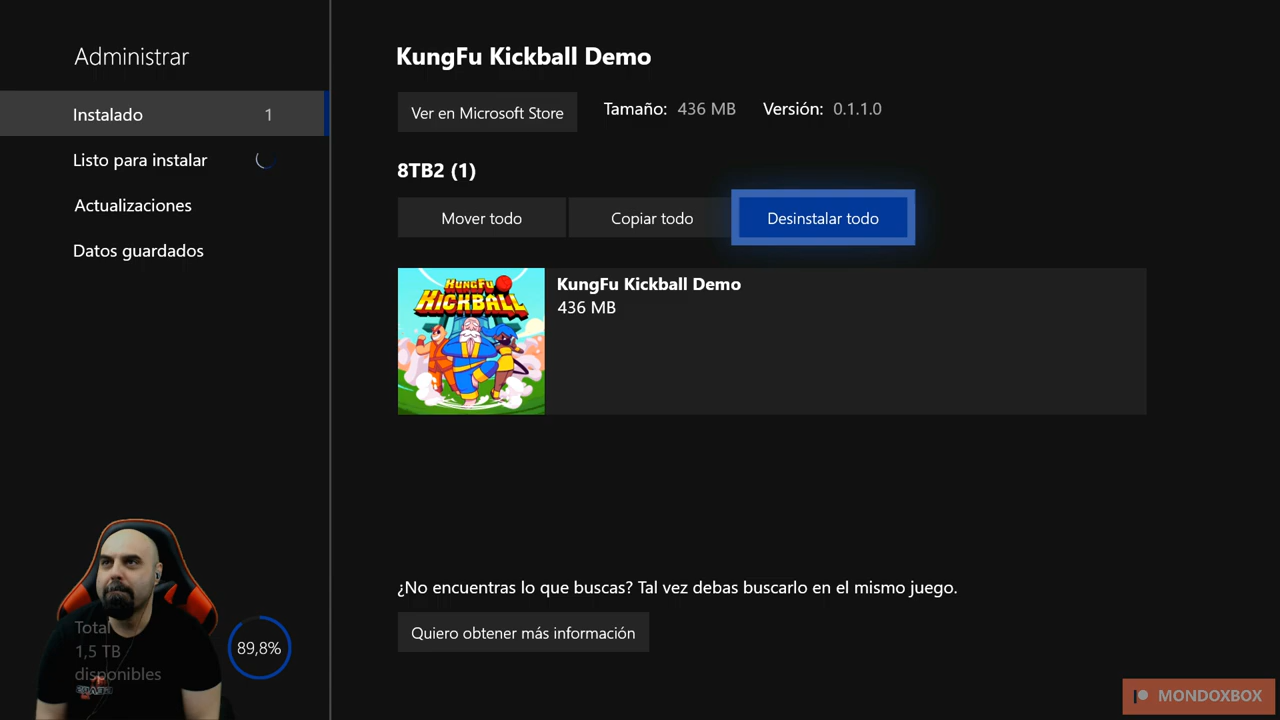 Administrar
Instalado 1
Listo para instalar
Actualizaciones
Datos guardados
KungFu Kickball Demo
Ver en Microsoft Store Tamaño: 436 MB Versión: 0.1.1.0
8TB2 (1)
Mover todo Copiar todo Desinstalar todo
KUNGFU
KICKBALL
KungFu Kickball Demo
436 MB
¿No encuentras lo que buscas? Tal vez debas buscarlo en el mismo juego.
Quiero obtener más información
Total
1,5 TB
disponibles
89,8%
MONDOXBOX